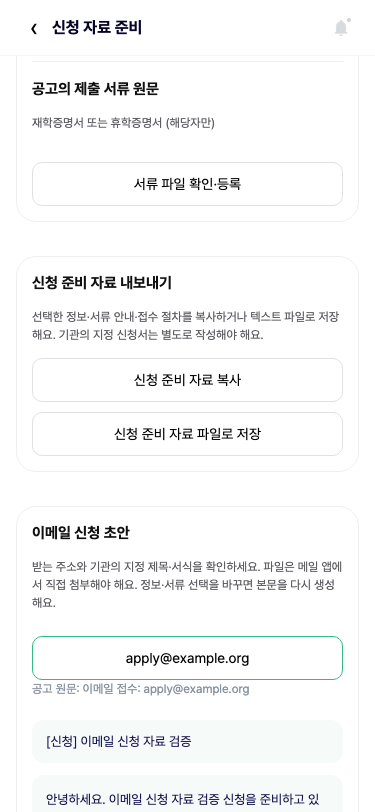 신청 자료 준비
공고의 제출 서류 원문
재학증명서 또는 휴학증명서 (해당자만)
서류 파일 확인·등록
신청 준비 자료 내보내기
선택한 정보·서류 안내·접수 절차를 복사하거나 텍스트 파일로 저장
해요. 기관의 지정 신청서는 별도로 작성해야 해요.
신청 준비 자료 복사
신청 준비 자료 파일로 저장
이메일 신청 초안
받는 주소와 기관의 지정 제목·서식을 확인하세요. 파일은 메일 앱에
서 직접 첨부해야 해요. 정보·서류 선택을 바꾸면 본문을 다시 생성
해요.
apply@example.org
공고 원문: 이메일 접수: apply@example.org
[신청] 이메일 신청 자료 검증
안녕하세요. 이메일 신청 자료 검증 신청을 준비하고 있